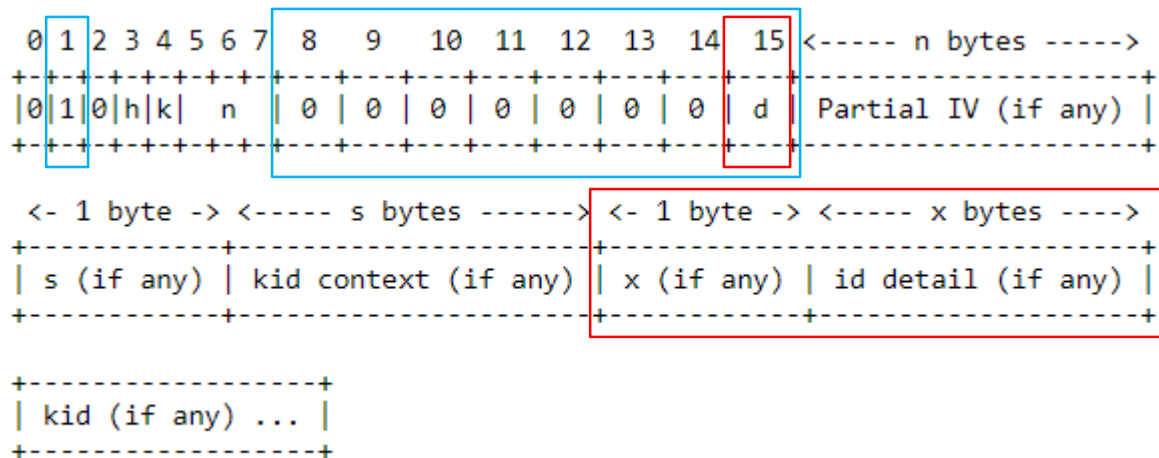 0 1 2 3 4 5 6 7  8   9   10  11  12  13  14  15 <----- n bytes ----->
+-+-+-+-+-+-+-+-+---+---+---+---+---+---+---+---+---------------------+
|0|1|0|h|k|  n  | 0 | 0 | 0 | 0 | 0 | 0 | 0 | d | Partial IV (if any) |
+-+-+-+-+-+-+-+-+---+---+---+---+---+---+---+---+---------------------+
 <- 1 byte -> <----- s bytes ------> <- 1 byte -> <----- x bytes ---->
+------------+----------------------+------------+--------------------+
| s (if any) | kid context (if any) | x (if any) | id detail (if any) |
+------------+----------------------+------------+--------------------+
+------------------+
| kid (if any) ... |
+------------------+